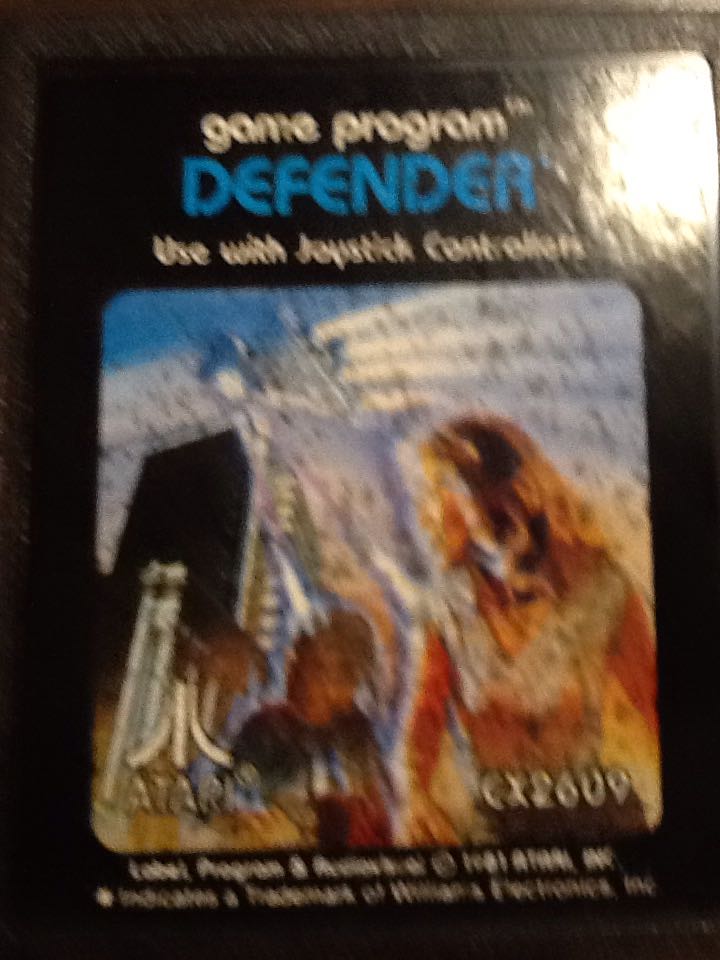 game program™
DEFENDER*
Use with Joystick Controllers
ATARI®
CX2609
Label, Program & Audiovisual © 1981 ATARI, INC.
* Indicates a Trademark of Williams Electronics, Inc.